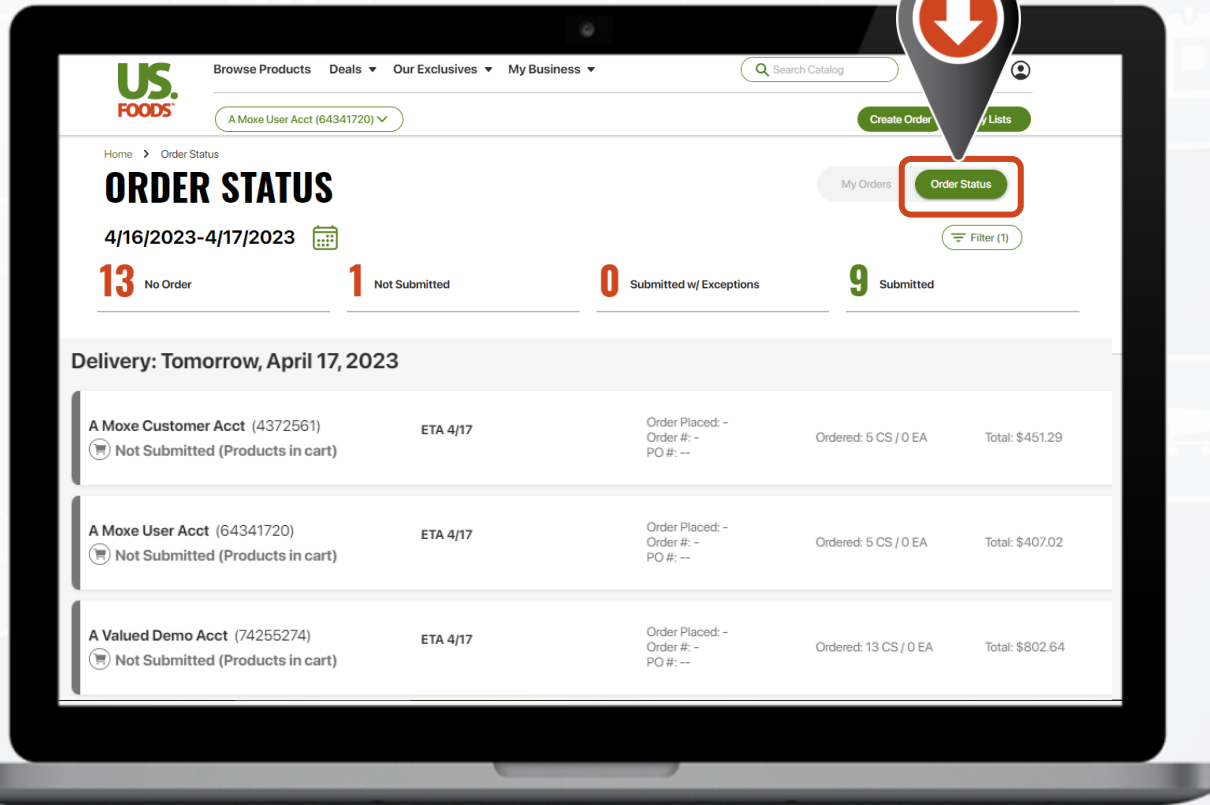 US.
FOODS
Browse Products Deals Our Exclusives My Business Search Catalog
A Moxe User Acct (64341720) Create Order Lists
Home > Order Status
ORDER STATUS
My Orders Order Status
4/16/2023-4/17/2023 Filter (1)
13 No Order 1 Not Submitted 0 Submitted w/ Exceptions 9 Submitted
Delivery: Tomorrow, April 17, 2023
A Moxe Customer Acct (4372561)
Not Submitted (Products in cart)
ETA 4/17
Order Placed: -
Order #: -
PO #: --
Ordered: 5 CS / 0 EA Total: $451.29
A Moxe User Acct (64341720)
Not Submitted (Products in cart)
ETA 4/17
Order Placed: -
Order #: -
PO #: --
Ordered: 5 CS / 0 EA Total: $407.02
A Valued Demo Acct (74255274)
Not Submitted (Products in cart)
ETA 4/17
Order Placed: -
Order #: -
PO #: --
Ordered: 13 CS / 0 EA Total: $802.64